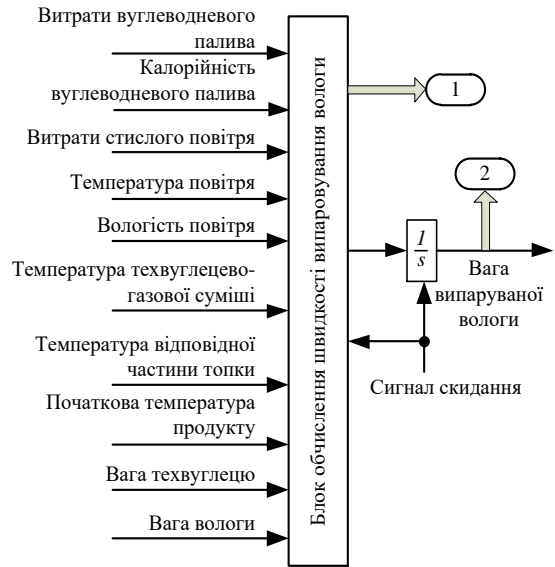 Витрати вуглеводневого
палива
Калорійність
вуглеводневого палива
Витрати стислого повітря
Температура повітря
Вологість повітря
Температура техвуглецево-
газової суміші
Температура відповідної
частини топки
Початкова температура
продукту
Вага техвуглецю
Вага вологи
Блок обчислення швидкості випаровування вологи
1
2
1
s
Вага
випаруваної
вологи
Сигнал скидання